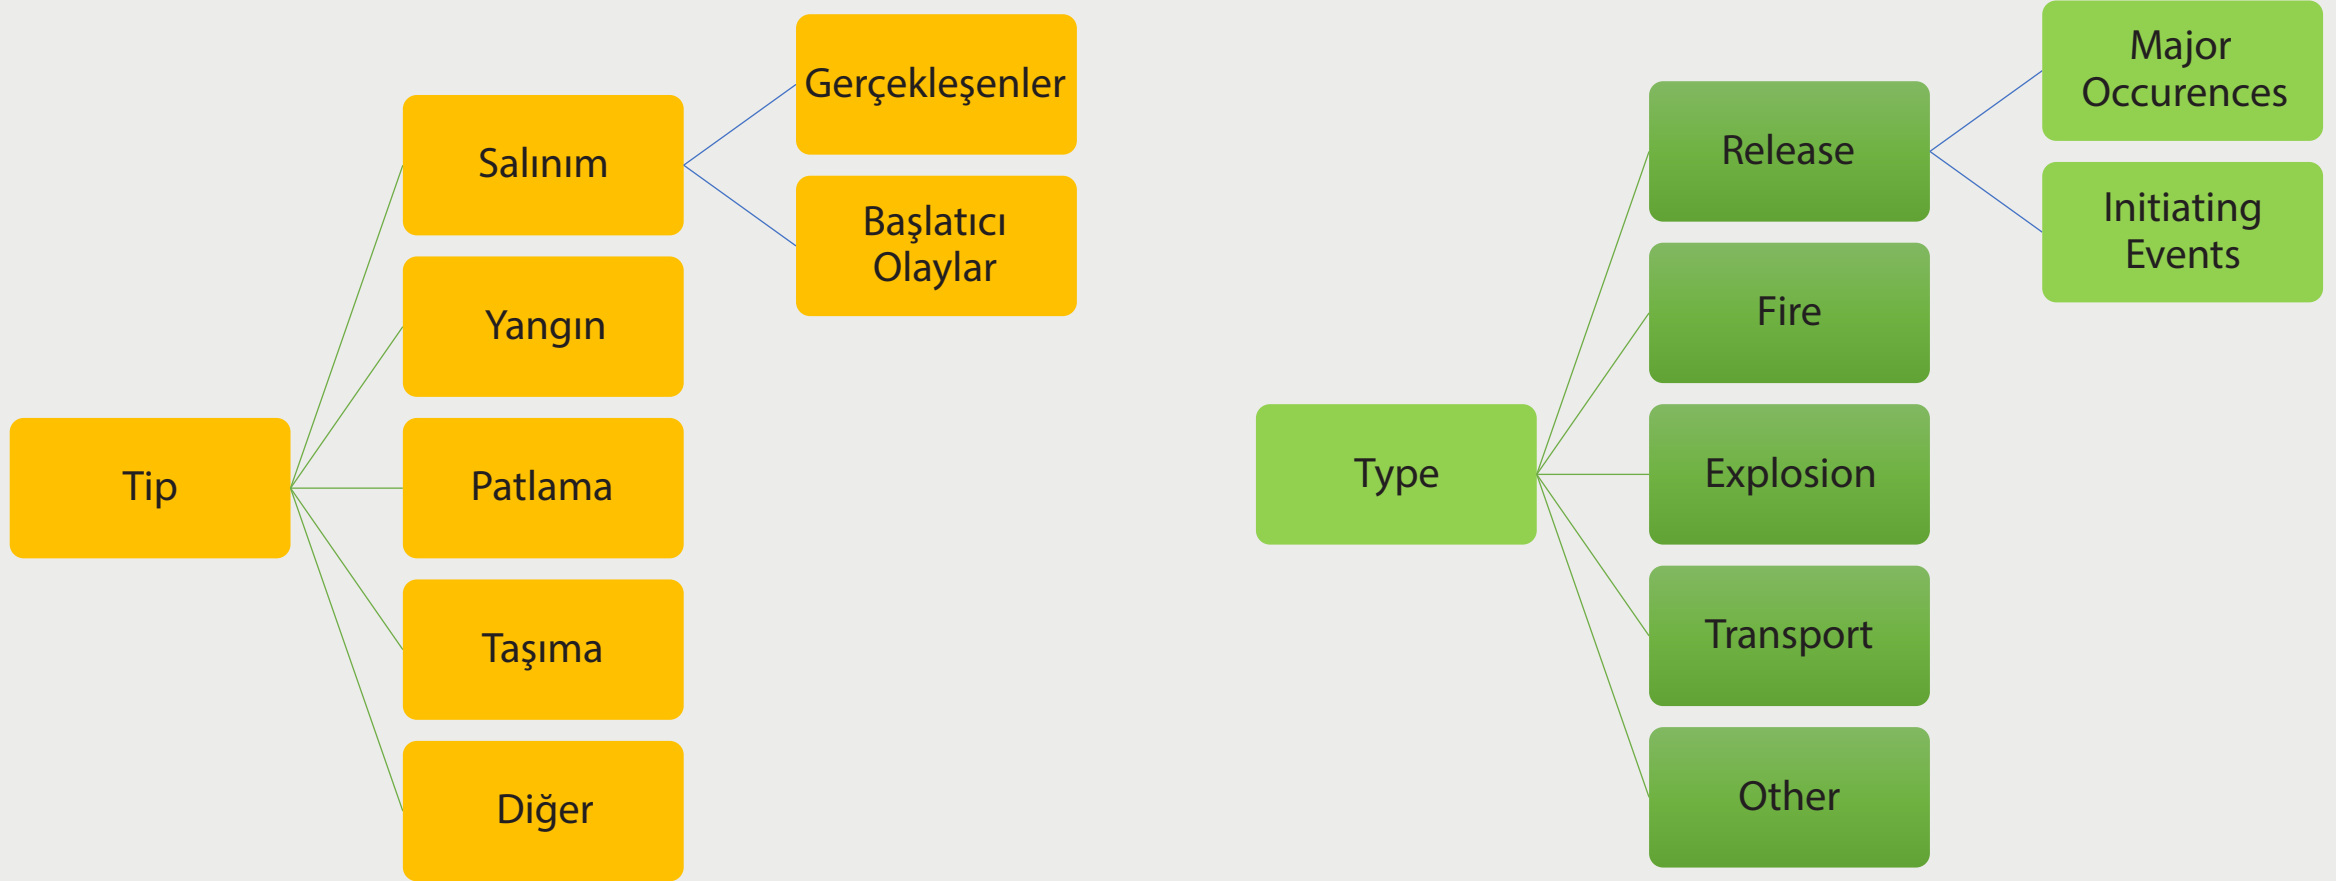 Tip
Salınım
Gerçekleşenler
Başlatıcı
Olaylar
Yangın
Patlama
Taşıma
Diğer
Type
Release
Major
Occurences
Initiating
Events
Fire
Explosion
Transport
Other